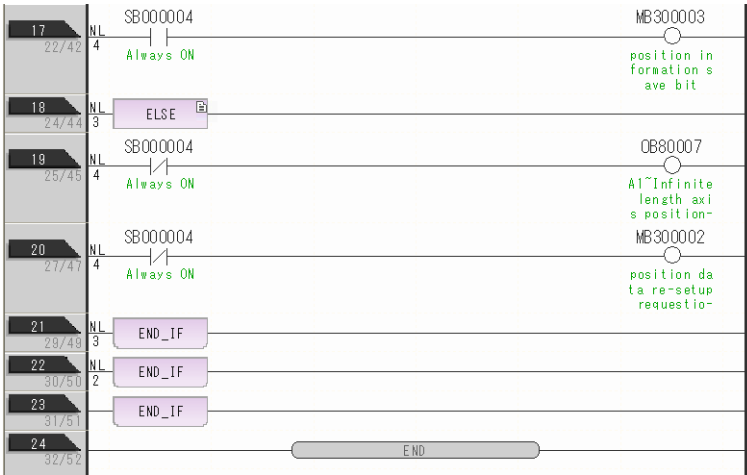 SB000004 MB300003
17 NL
22/42 4 Always ON position in
formation s
ave bit
18 NL ELSE
24/44 3
SB000004 OB80007
19 NL
25/45 4 Always ON A1~Infinite
length axi
s position-
SB000004 MB300002
20 NL
27/47 4 Always ON position da
ta re-setup
requestio-
21 NL END_IF
29/49 3
22 NL END_IF
30/50 2
23 END_IF
31/51
24 END
32/52